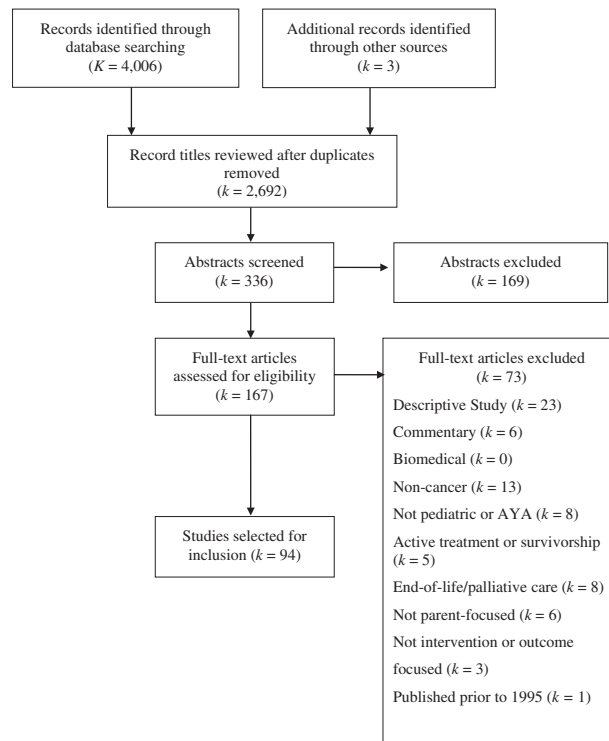 Records identified through
database searching
(K = 4,006)
Additional records identified
through other sources
(k = 3)
Record titles reviewed after duplicates
removed
(k = 2,692)
Abstracts screened
(k = 336)
Abstracts excluded
(k = 169)
Full-text articles
assessed for eligibility
(k = 167)
Full-text articles excluded
(k = 73)
Descriptive Study (k = 23)
Commentary (k = 6)
Biomedical (k = 0)
Non-cancer (k = 13)
Not pediatric or AYA (k = 8)
Active treatment or survivorship
(k = 5)
End-of-life/palliative care (k = 8)
Not parent-focused (k = 6)
Not intervention or outcome
focused (k = 3)
Published prior to 1995 (k = 1)
Studies selected for
inclusion (k = 94)